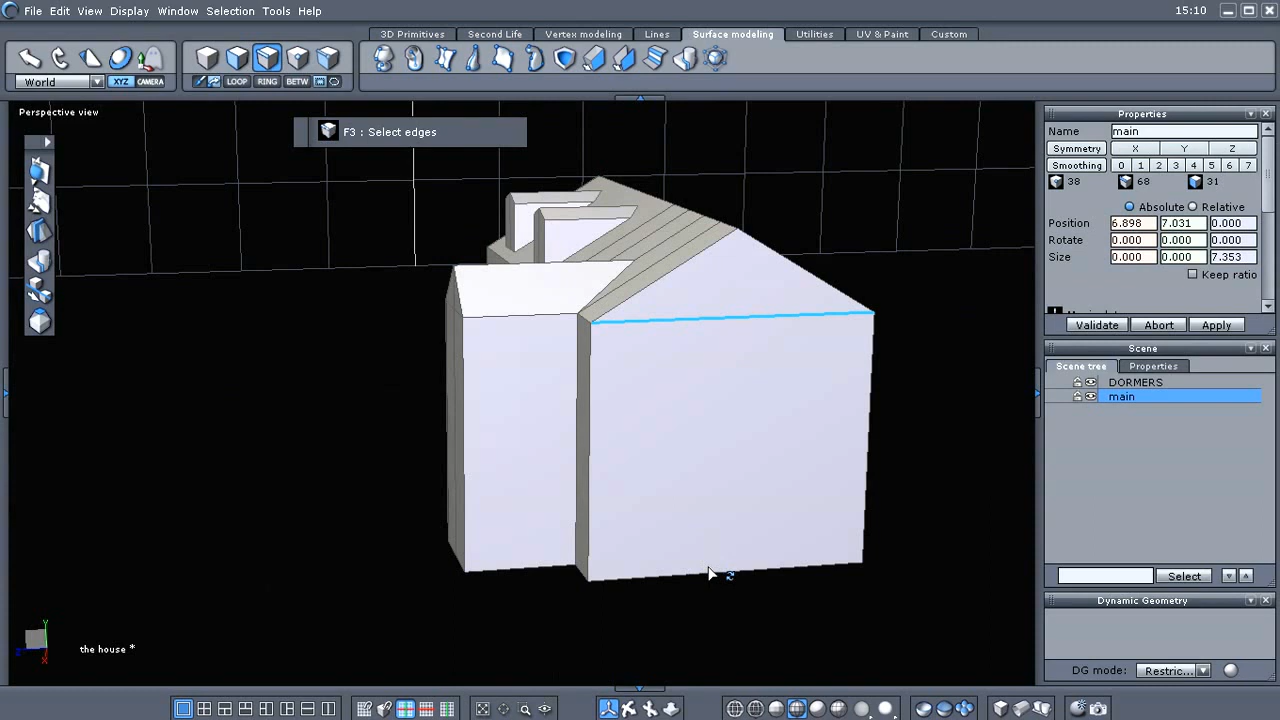 File Edit View Display Window Selection Tools Help
15:10
3D Primitives Second Life Vertex modeling Lines Surface modeling Utilities UV & Paint Custom
World XYZ CAMERA LOOP RING BETW
Perspective view
F3 : Select edges
Properties
Name main
Symmetry X Y Z
Smoothing 0 1 2 3 4 5 6 7
38 68 31
Absolute Relative
Position 6.898 7.031 0.000
Rotate 0.000 0.000 0.000
Size 0.000 0.000 7.353
Keep ratio
Validate Abort Apply
Scene
Scene tree Properties
DORMERS
main
Select
Dynamic Geometry
DG mode: Restric...
Y
Z
X
the house *